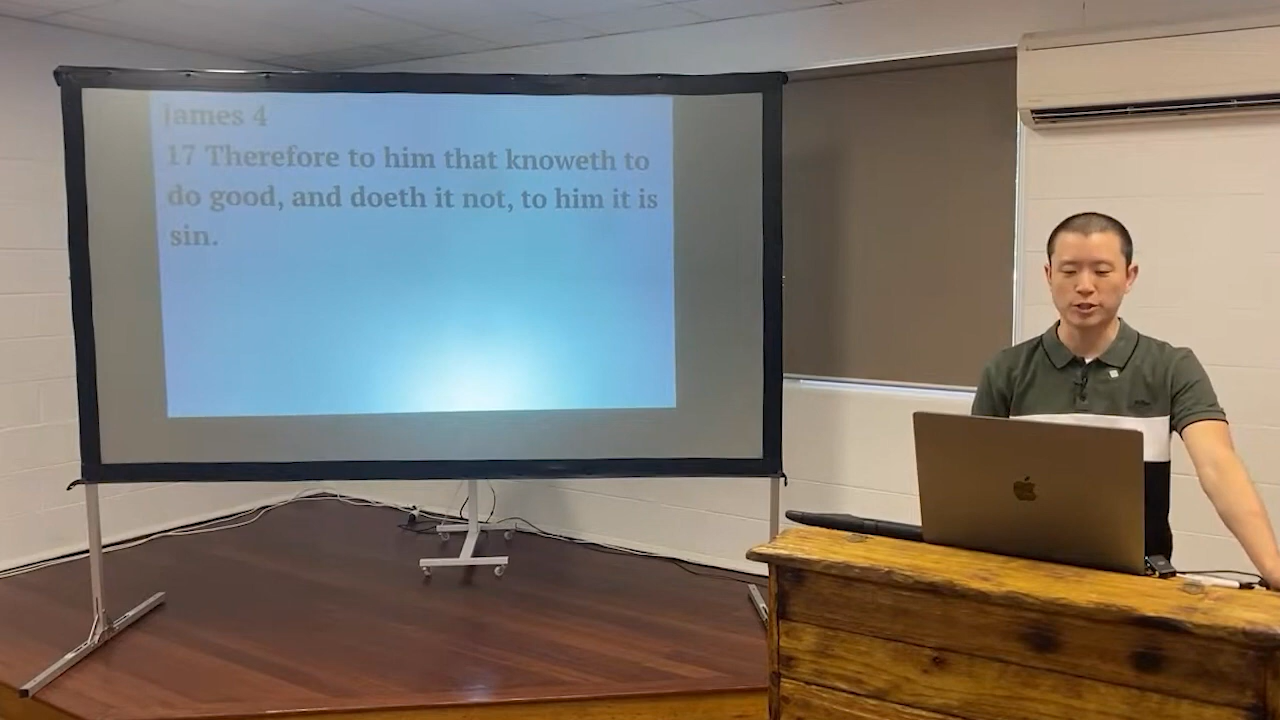 James 4
17 Therefore to him that knoweth to
do good, and doeth it not, to him it is
sin.